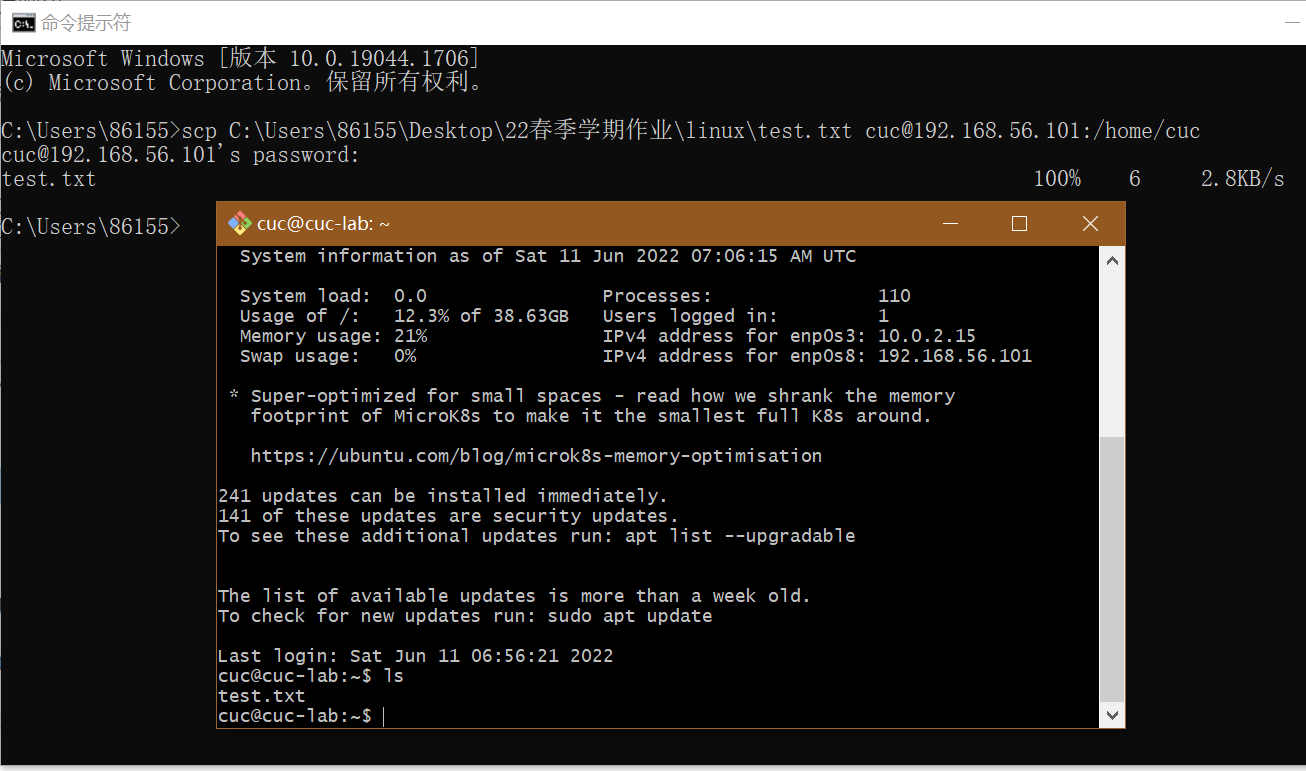 命令提示符
Microsoft Windows [版本 10.0.19044.1706]
(c) Microsoft Corporation。保留所有权利。
C:\Users\86155>scp C:\Users\86155\Desktop\22春季学期作业\linux\test.txt cuc@192.168.56.101:/home/cuc
cuc@192.168.56.101's password:
test.txt 100% 6 2.8KB/s
C:\Users\86155>
cuc@cuc-lab: ~
System information as of Sat 11 Jun 2022 07:06:15 AM UTC
System load: 0.0 Processes: 110
Usage of /: 12.3% of 38.63GB Users logged in: 1
Memory usage: 21% IPv4 address for enp0s3: 10.0.2.15
Swap usage: 0% IPv4 address for enp0s8: 192.168.56.101
* Super-optimized for small spaces - read how we shrank the memory
footprint of MicroK8s to make it the smallest full K8s around.
https://ubuntu.com/blog/microk8s-memory-optimisation
241 updates can be installed immediately.
141 of these updates are security updates.
To see these additional updates run: apt list --upgradable
The list of available updates is more than a week old.
To check for new updates run: sudo apt update
Last login: Sat Jun 11 06:56:21 2022
cuc@cuc-lab:~$ ls
test.txt
cuc@cuc-lab:~$